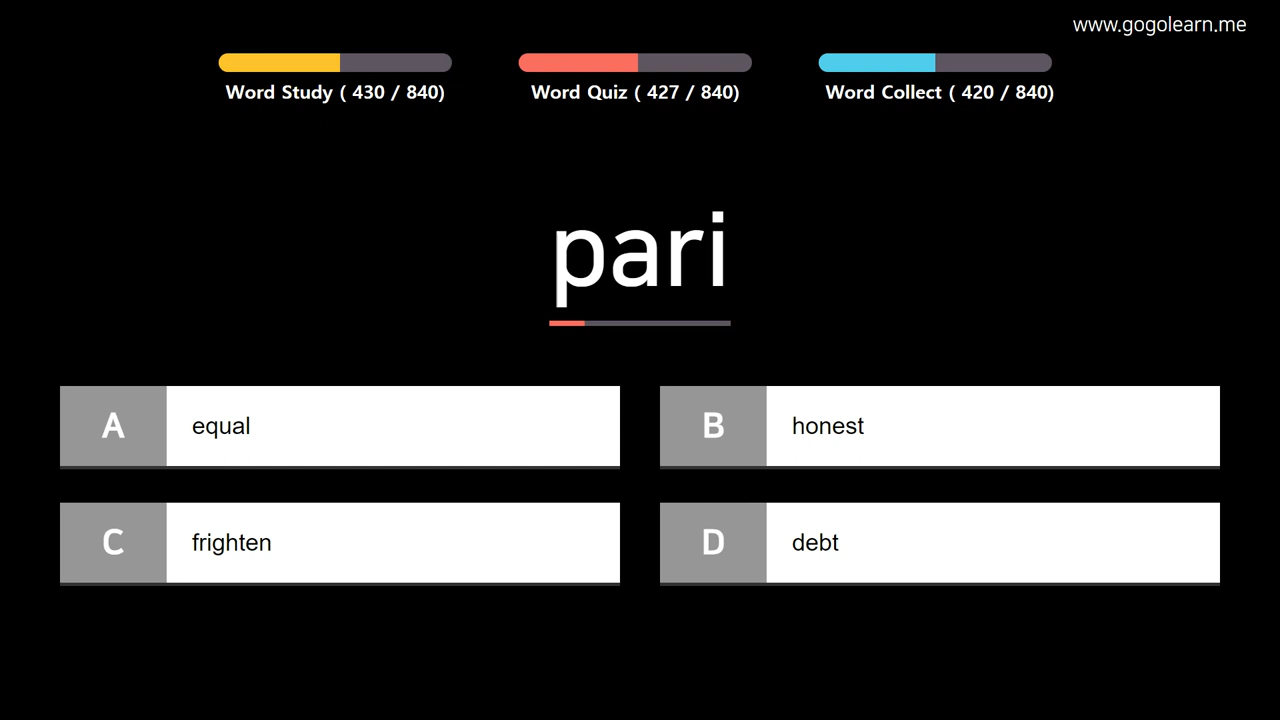 www.gogolearn.me
Word Study ( 430 / 840)
Word Quiz ( 427 / 840)
Word Collect ( 420 / 840)
pari
A equal
B honest
C frighten
D debt